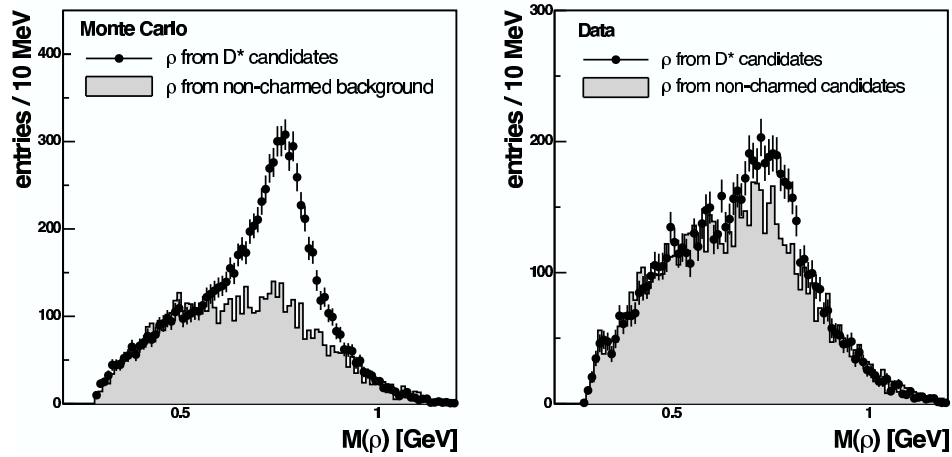 Monte Carlo
ρ from D* candidates
ρ from non-charmed background
entries / 10 MeV
400
300
200
100
0
0.5
1
M(ρ) [GeV]
Data
ρ from D* candidates
ρ from non-charmed candidates
entries / 10 MeV
300
200
100
0
0.5
1
M(ρ) [GeV]